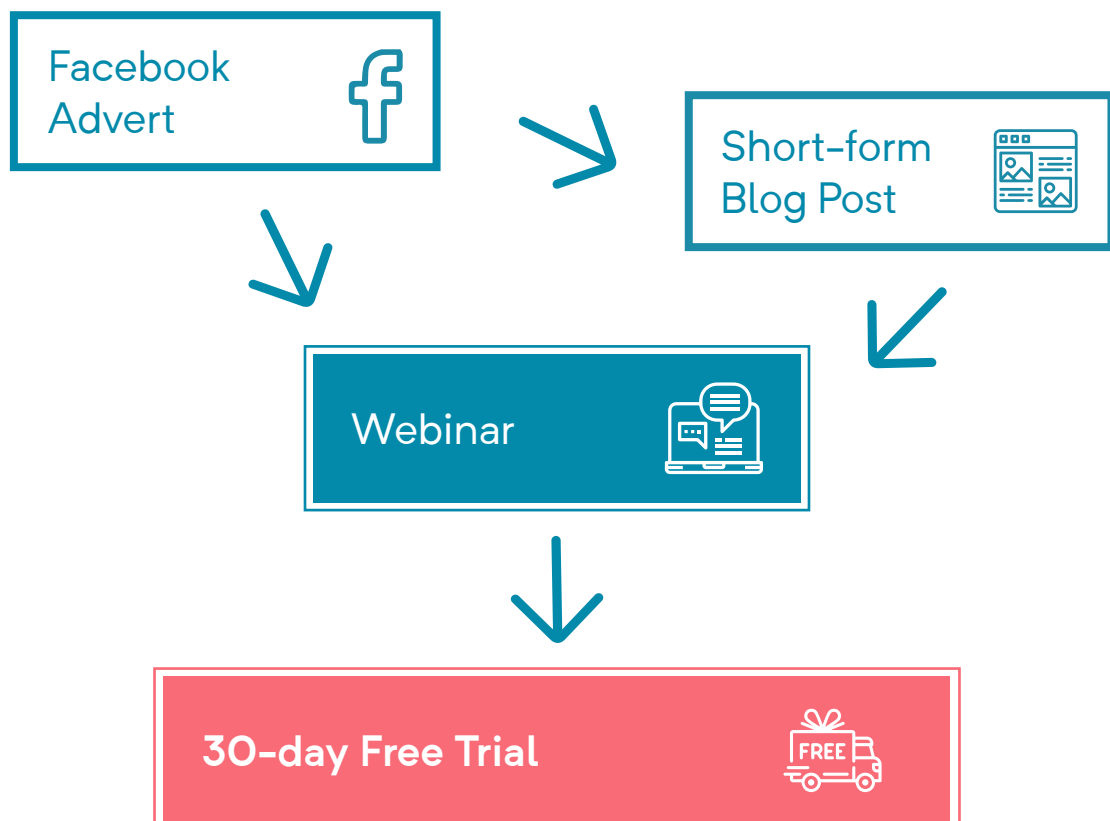 Facebook
Advert
Short-form
Blog Post
Webinar
30-day Free Trial
FREE